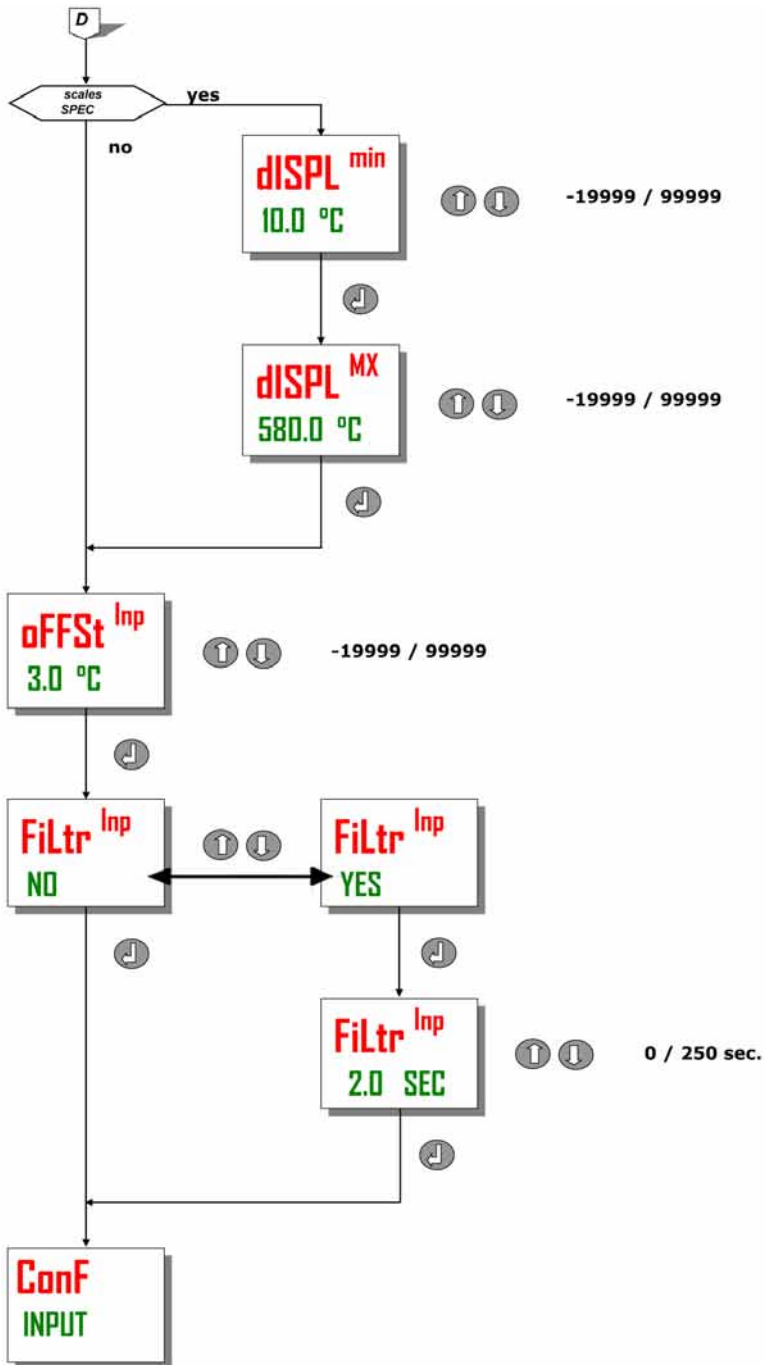 D
scales
SPEC
yes
no
dISPL min
10.0 °C
-19999 / 99999
dISPL MX
580.0 °C
-19999 / 99999
oFFSt Inp
3.0 °C
-19999 / 99999
FiLtr Inp
NO
FiLtr Inp
YES
FiLtr Inp
2.0 SEC
0 / 250 sec.
ConF
INPUT